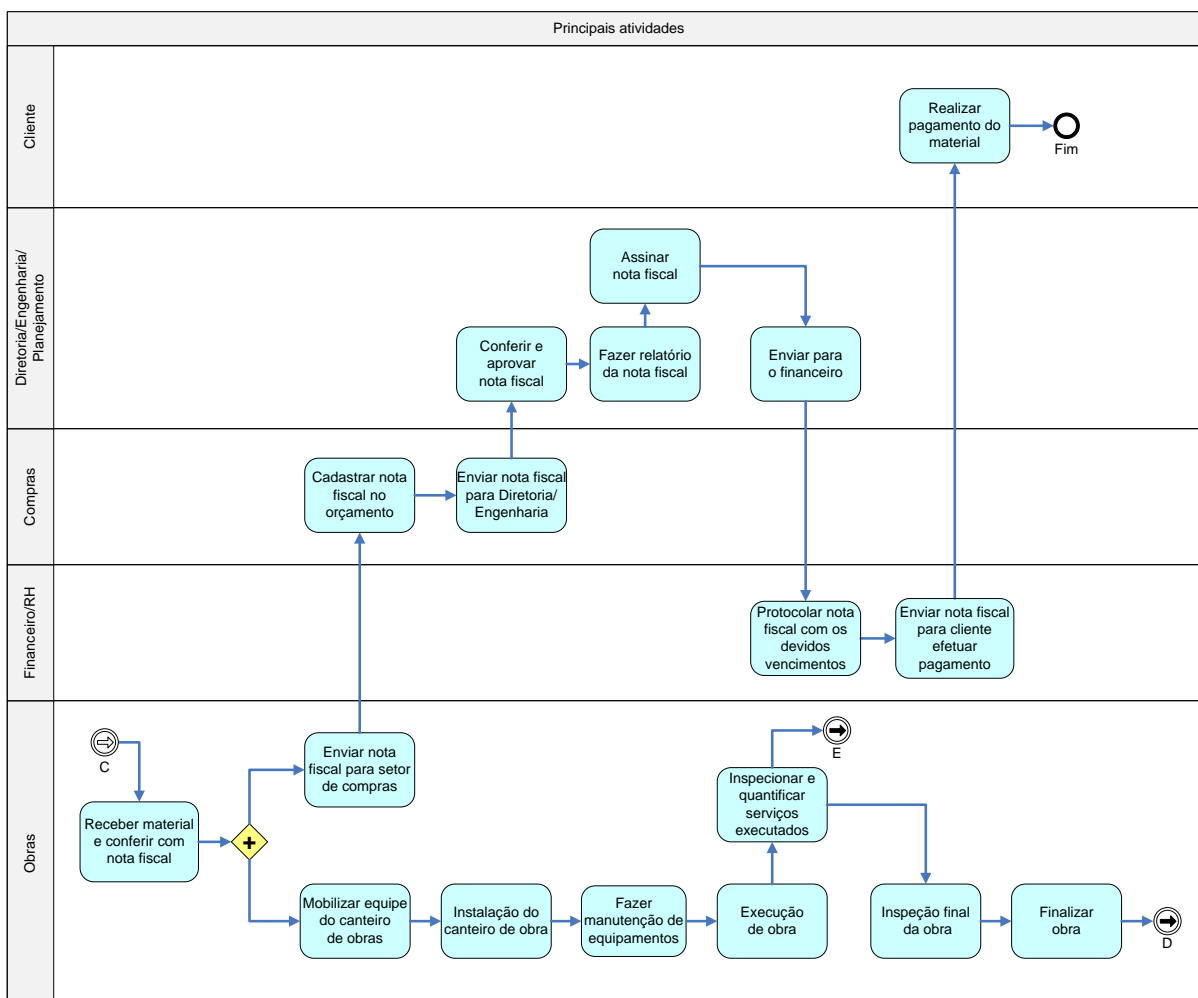 Principais atividades
Cliente
Realizar
pagamento do
material
Fim
Diretoria/Engenharia/
Planejamento
Assinar
nota fiscal
Conferir e
aprovar
nota fiscal
Fazer relatório
da nota fiscal
Enviar para
o financeiro
Compras
Cadastrar nota
fiscal no
orçamento
Enviar nota fiscal
para Diretoria/
Engenharia
Financeiro/RH
Protocolar nota
fiscal com os
devidos
vencimentos
Enviar nota fiscal
para cliente
efetuar
pagamento
Obras
C
Receber material
e conferir com
nota fiscal
Enviar nota
fiscal para setor
de compras
E
Inspecionar e
quantificar
serviços
executados
Mobilizar equipe
do canteiro
de obras
Instalação do
canteiro de obra
Fazer
manutenção de
equipamentos
Execução
de obra
Inspeção final
da obra
Finalizar
obra
D